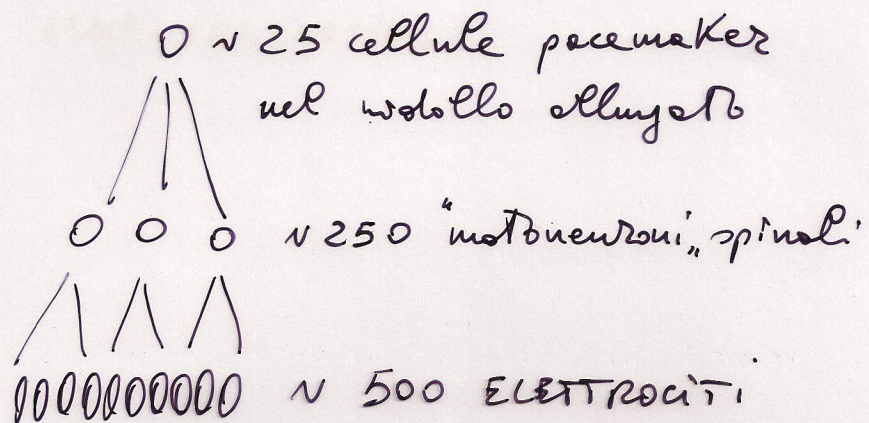 ~ 25 cellule pacemaker
nel midollo allungato
~ 250 "motoneuroni„ spinali
~ 500 ELETTROCITI